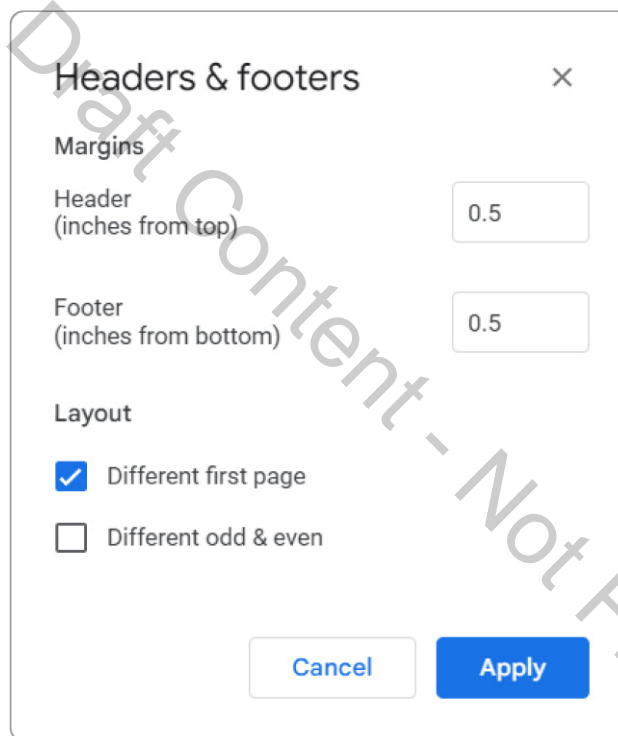 Headers & footers
Margins
Header
(inches from top)
0.5
Footer
(inches from bottom)
0.5
Layout
Different first page
Different odd & even
Cancel
Apply
Draft Content - Not